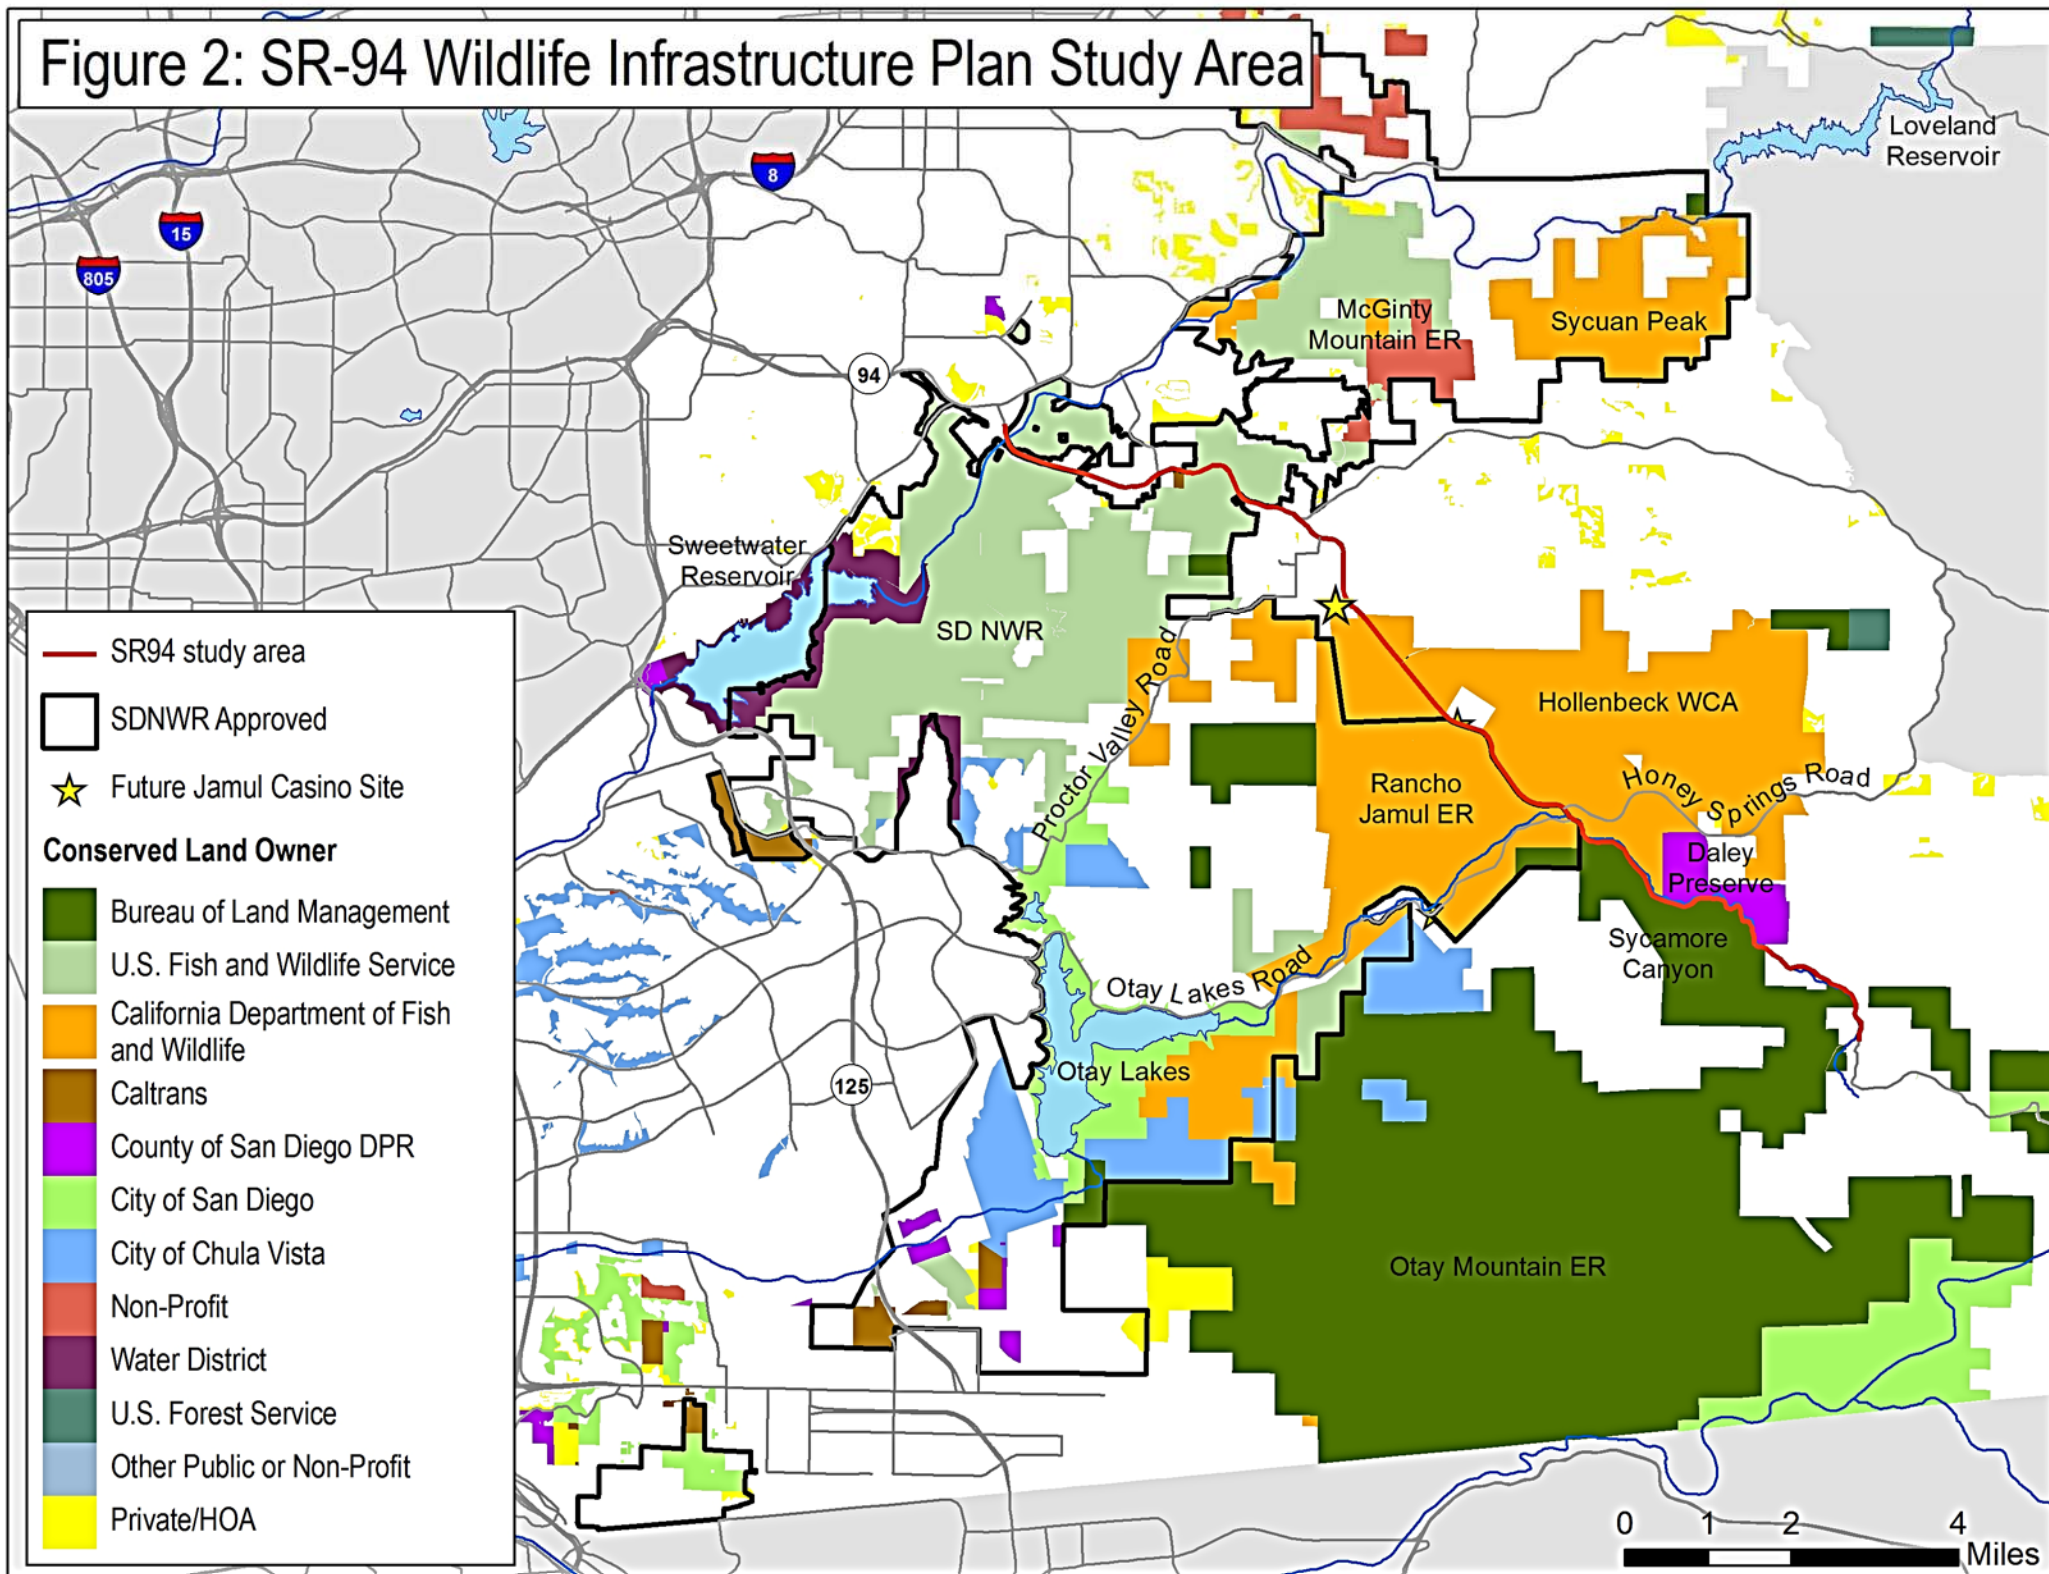 Figure 2: SR-94 Wildlife Infrastructure Plan Study Area
Loveland
Reservoir
8
15
805
McGinty
Mountain ER
Sycuan Peak
94
Sweetwater
Reservoir
SD NWR
Proctor Valley Road
Hollenbeck WCA
Rancho
Jamul ER
Honey Springs Road
Daley
Preserve
Sycamore
Canyon
Otay Lakes Road
Otay Lakes
125
Otay Mountain ER
SR94 study area
SDNWR Approved
Future Jamul Casino Site
Conserved Land Owner
Bureau of Land Management
U.S. Fish and Wildlife Service
California Department of Fish
and Wildlife
Caltrans
County of San Diego DPR
City of San Diego
City of Chula Vista
Non-Profit
Water District
U.S. Forest Service
Other Public or Non-Profit
Private/HOA
0 1 2 4
Miles